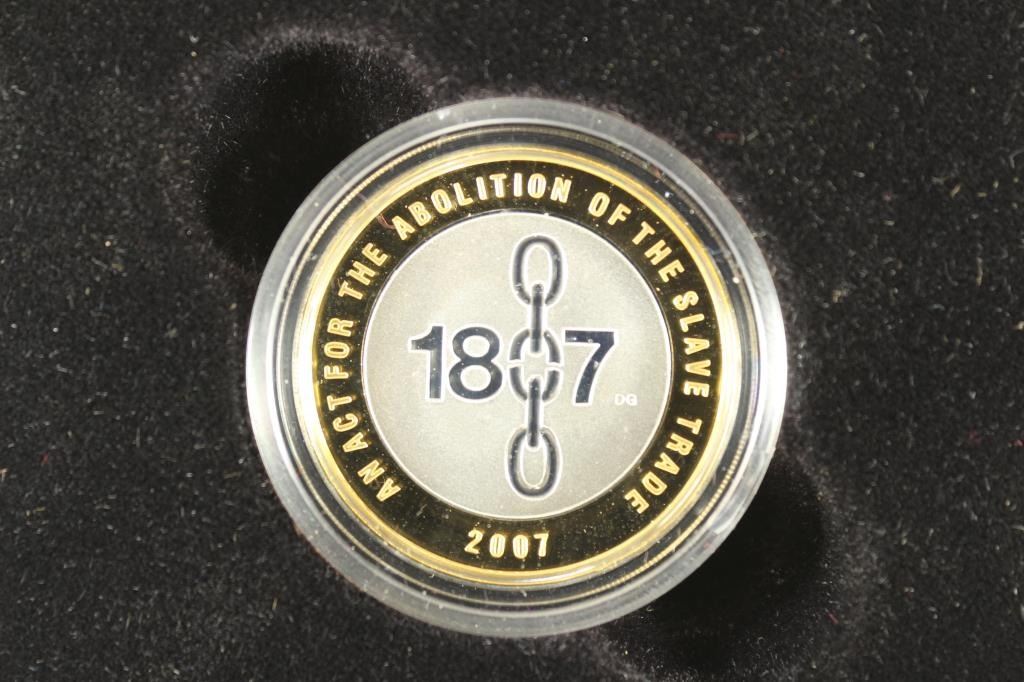 AN ACT FOR THE ABOLITION OF THE SLAVE TRADE
1807
DG
2007